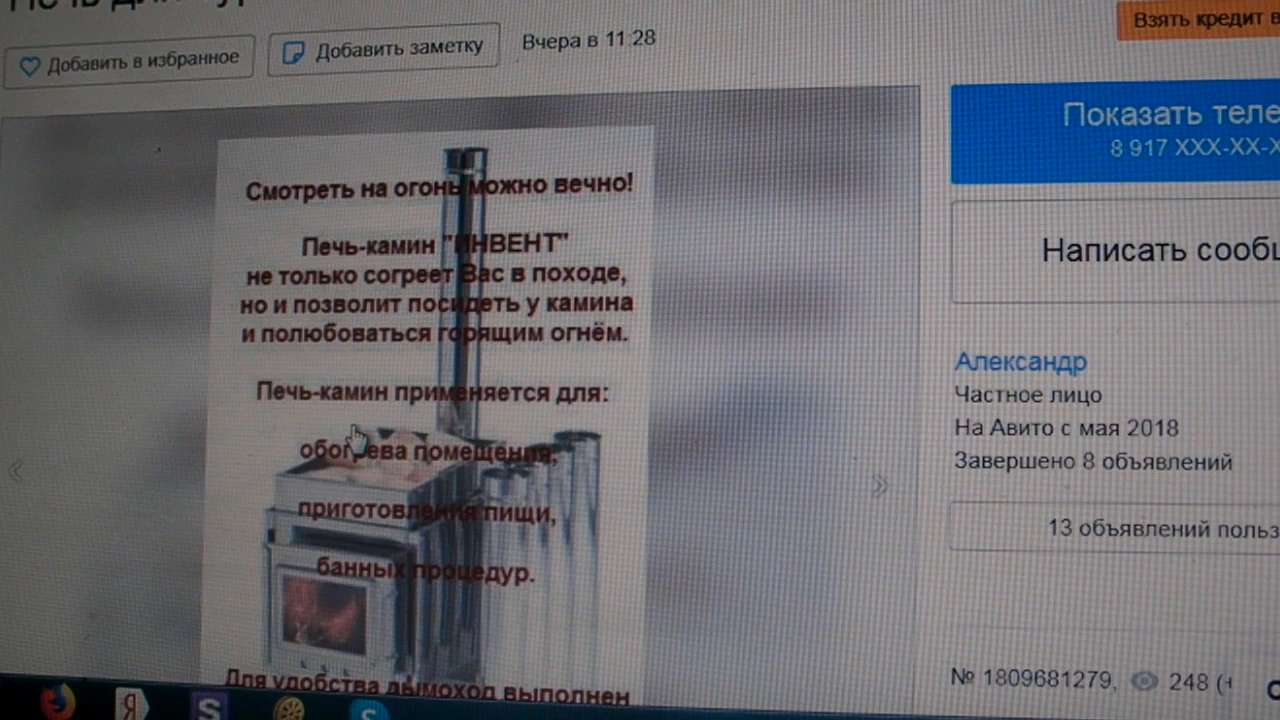 Добавить в избранное
Добавить заметку
Вчера в 11:28
Взять кредит в
Смотреть на огонь можно вечно!
Печь-камин "ИНВЕНТ"
не только согреет Вас в походе,
но и позволит посидеть у камина
и полюбоваться горящим огнём.
Печь-камин применяется для:
обогрева помещения,
приготовления пищи,
банных процедур.
Для удобства дымоход выполнен
Показать теле
8 917 XXX-XX-X
Написать сооб
Александр
Частное лицо
На Авито с мая 2018
Завершено 8 объявлений
13 объявлений польз
№ 1809681279, 248 (+